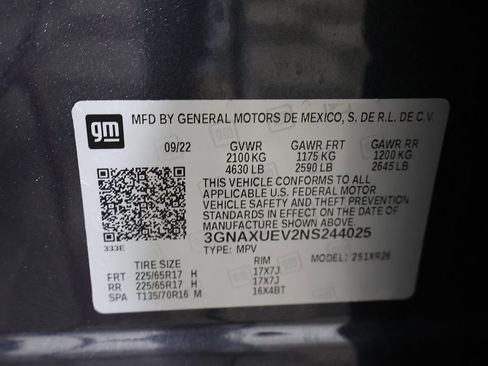 gm
MFD BY GENERAL MOTORS DE MEXICO, S. DE R.L. DE C.V.
09/22 GVWR GAWR FRT GAWR RR
2100 KG 1175 KG 1200 KG
4630 LB 2590 LB 2645 LB
THIS VEHICLE CONFORMS TO ALL
APPLICABLE U.S. FEDERAL MOTOR
VEHICLE SAFETY AND THEFT PREVENTION
STANDARDS IN EFFECT ON THE DATE OF
MANUFACTURE SHOWN ABOVE.
3GNAXUEV2NS244025
333E TYPE: MPV MODEL: 2S1XR26
TIRE SIZE RIM
FRT 225/65R17 H 17X7J
RR 225/65R17 H 17X7J
SPA T135/70R16 M 16X4BT